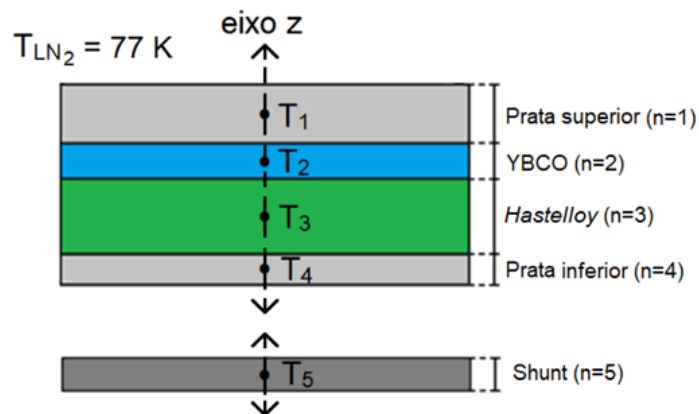 eixo z
T_LN₂ = 77 K
T₁
Prata superior (n=1)
T₂
YBCO (n=2)
T₃
Hastelloy (n=3)
T₄
Prata inferior (n=4)
T₅
Shunt (n=5)